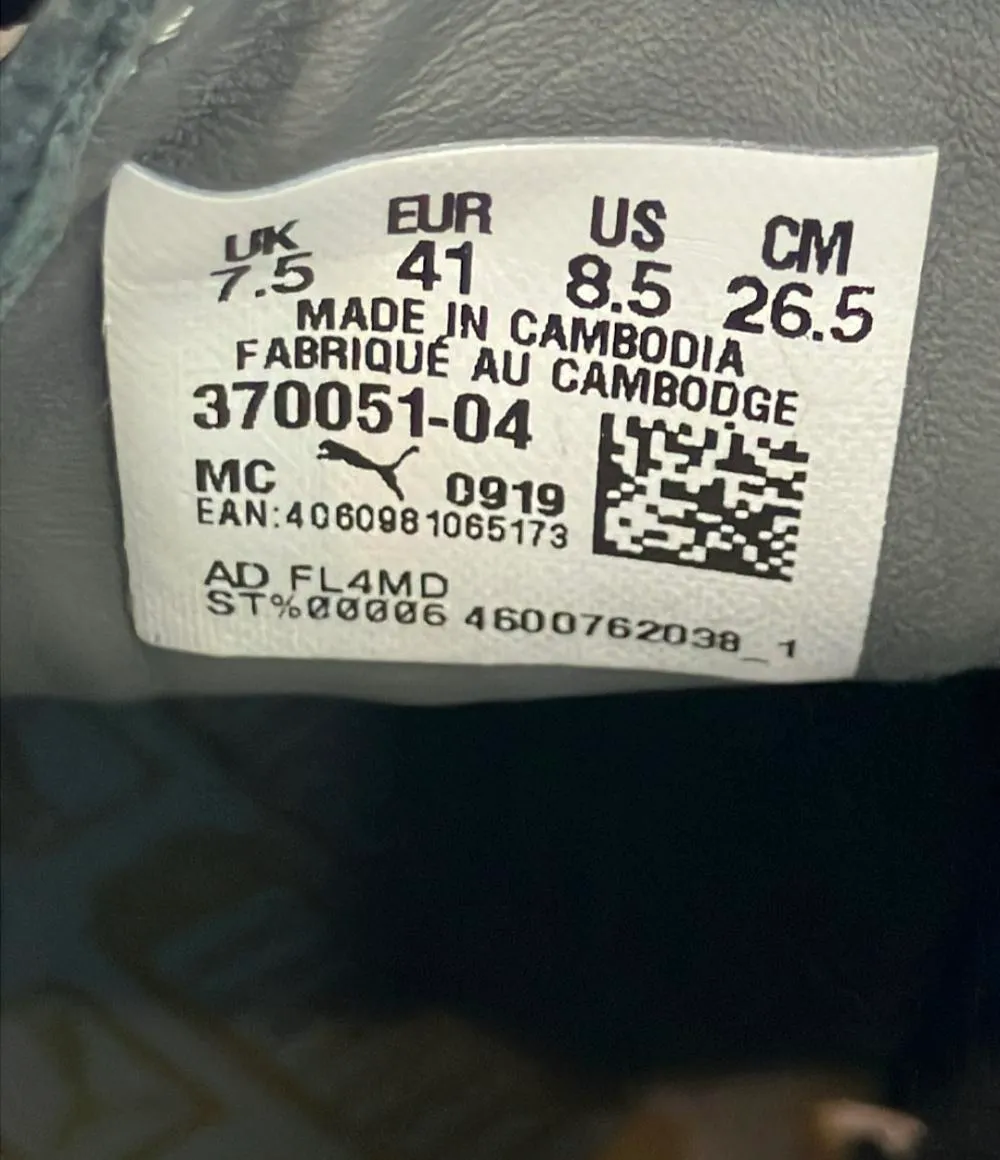 UK EUR US CM
7.5 41 8.5 26.5
MADE IN CAMBODIA
FABRIQUÉ AU CAMBODGE
370051-04
MC 0919
EAN:4060981065173
AD FL4MD
ST%00006 4600762038_1